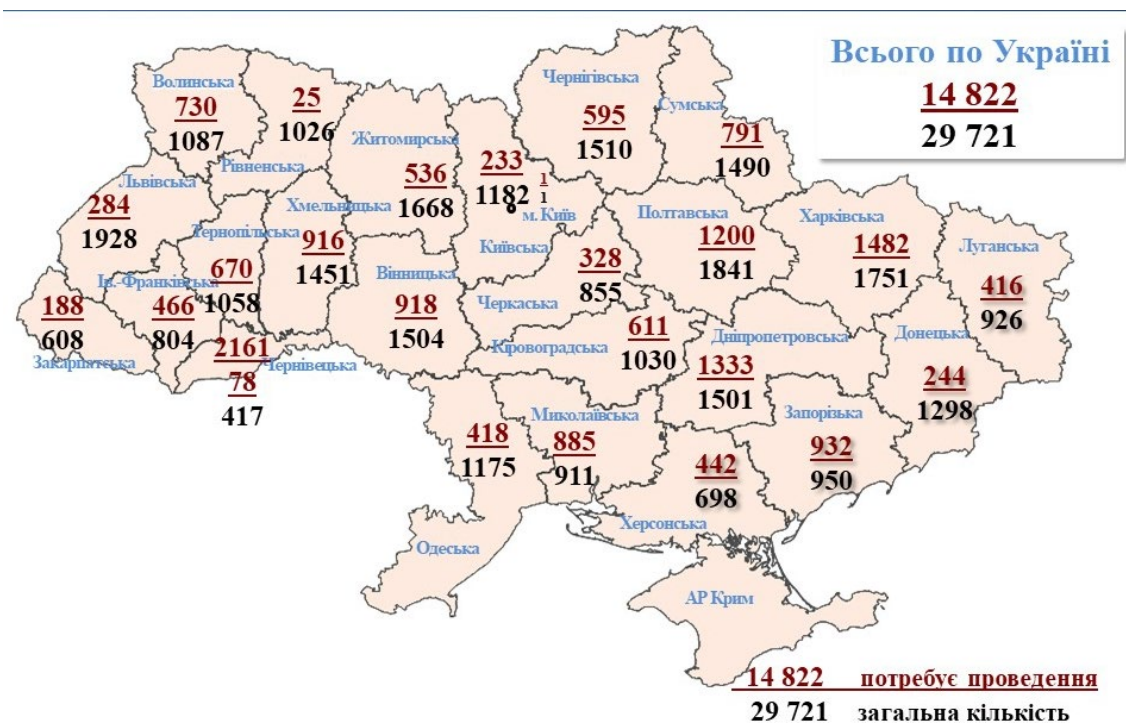 Всього по Україні
14 822
29 721
Волинська
730
1087
25
1026
Рівненська
Житомирська
536
1668
233
1182
1
1
м. Київ
Київська
Чернігівська
595
1510
Сумська
791
1490
Львівська
284
1928
Тернопільська
670
1058
Хмельницька
916
1451
Вінницька
918
1504
Черкаська
328
855
Полтавська
1200
1841
Харківська
1482
1751
Луганська
416
926
Ів.-Франківська
466
804
188
608
Закарпатська
2161
78
417
Чернівецька
Кіровоградська
611
1030
Дніпропетровська
1333
1501
Донецька
244
1298
418
1175
Одеська
Миколаївська
885
911
442
698
Херсонська
Запорізька
932
950
АР Крим
14 822 потребує проведення
29 721 загальна кількість